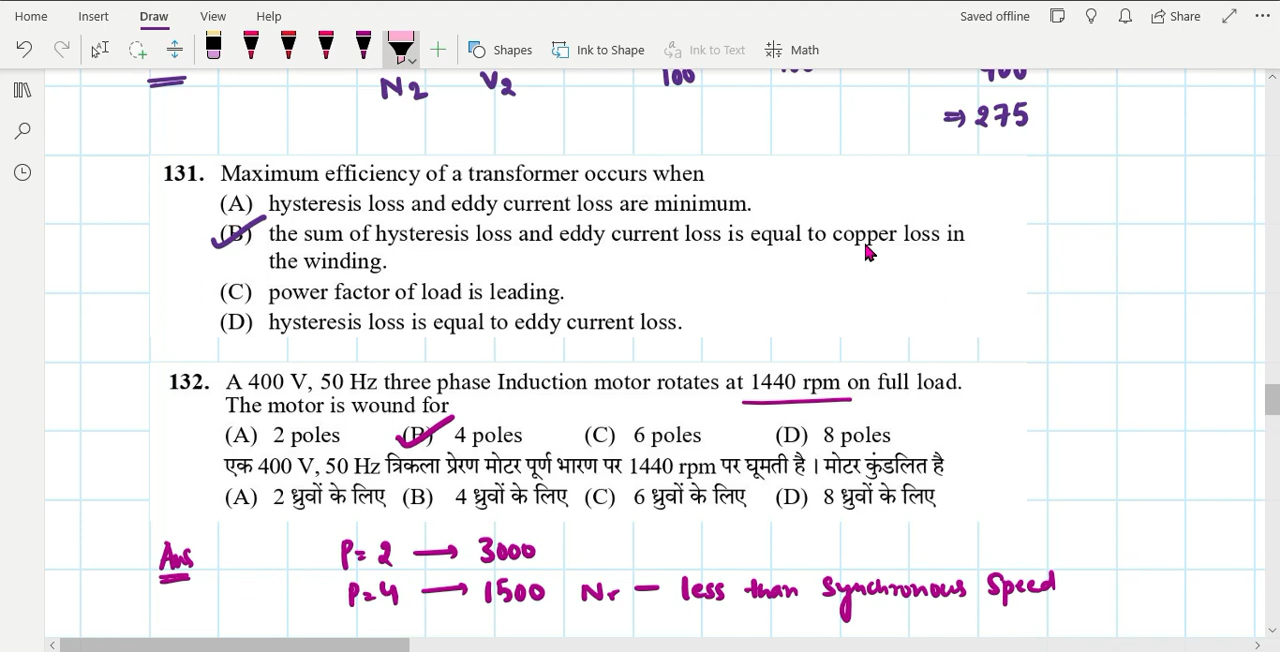 Home Insert Draw View Help Saved offline Share
Shapes Ink to Shape Ink to Text Math
N2 V2 100 400
⇒ 275
131. Maximum efficiency of a transformer occurs when
(A) hysteresis loss and eddy current loss are minimum.
(B) the sum of hysteresis loss and eddy current loss is equal to copper loss in
the winding.
(C) power factor of load is leading.
(D) hysteresis loss is equal to eddy current loss.
132. A 400 V, 50 Hz three phase Induction motor rotates at 1440 rpm on full load.
The motor is wound for
(A) 2 poles (B) 4 poles (C) 6 poles (D) 8 poles
एक 400 V, 50 Hz त्रिकला प्रेरण मोटर पूर्ण भारण पर 1440 rpm पर घूमती है । मोटर कुंडलित है
(A) 2 ध्रुवों के लिए (B) 4 ध्रुवों के लिए (C) 6 ध्रुवों के लिए (D) 8 ध्रुवों के लिए
Ans P=2 → 3000
P=4 → 1500 Nr — less than Synchronous Speed